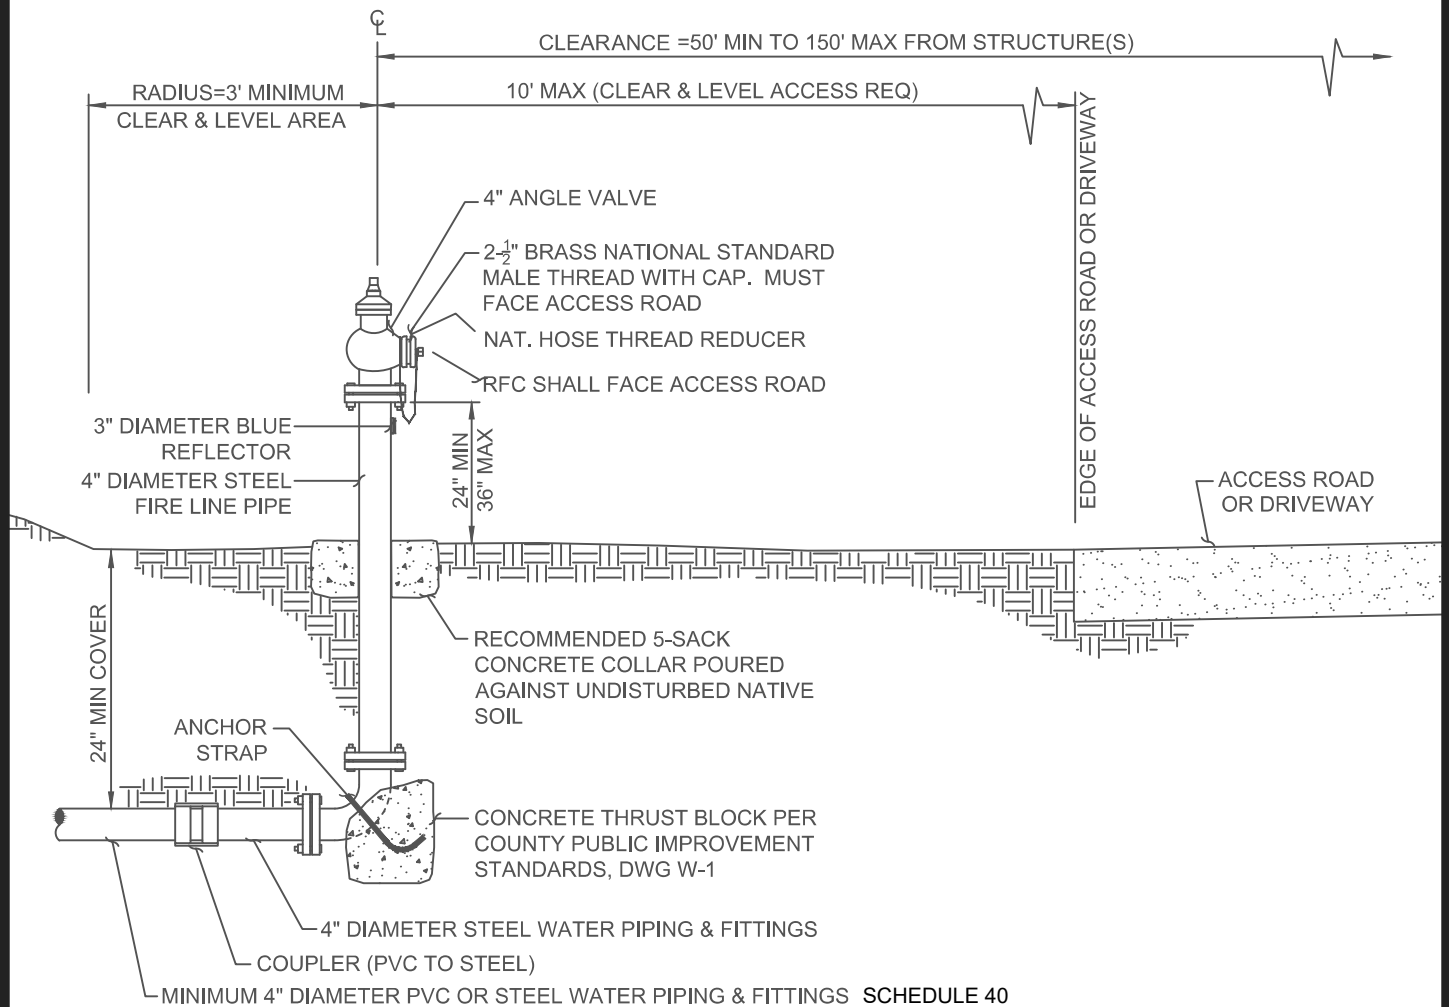 ℄
CLEARANCE =50' MIN TO 150' MAX FROM STRUCTURE(S)
RADIUS=3' MINIMUM
CLEAR & LEVEL AREA
10' MAX (CLEAR & LEVEL ACCESS REQ)
EDGE OF ACCESS ROAD OR DRIVEWAY
4" ANGLE VALVE
2-½" BRASS NATIONAL STANDARD
MALE THREAD WITH CAP. MUST
FACE ACCESS ROAD
NAT. HOSE THREAD REDUCER
RFC SHALL FACE ACCESS ROAD
3" DIAMETER BLUE
REFLECTOR
4" DIAMETER STEEL
FIRE LINE PIPE
24" MIN
36" MAX
ACCESS ROAD
OR DRIVEWAY
24" MIN COVER
RECOMMENDED 5-SACK
CONCRETE COLLAR POURED
AGAINST UNDISTURBED NATIVE
SOIL
ANCHOR
STRAP
CONCRETE THRUST BLOCK PER
COUNTY PUBLIC IMPROVEMENT
STANDARDS, DWG W-1
4" DIAMETER STEEL WATER PIPING & FITTINGS
COUPLER (PVC TO STEEL)
MINIMUM 4" DIAMETER PVC OR STEEL WATER PIPING & FITTINGS SCHEDULE 40